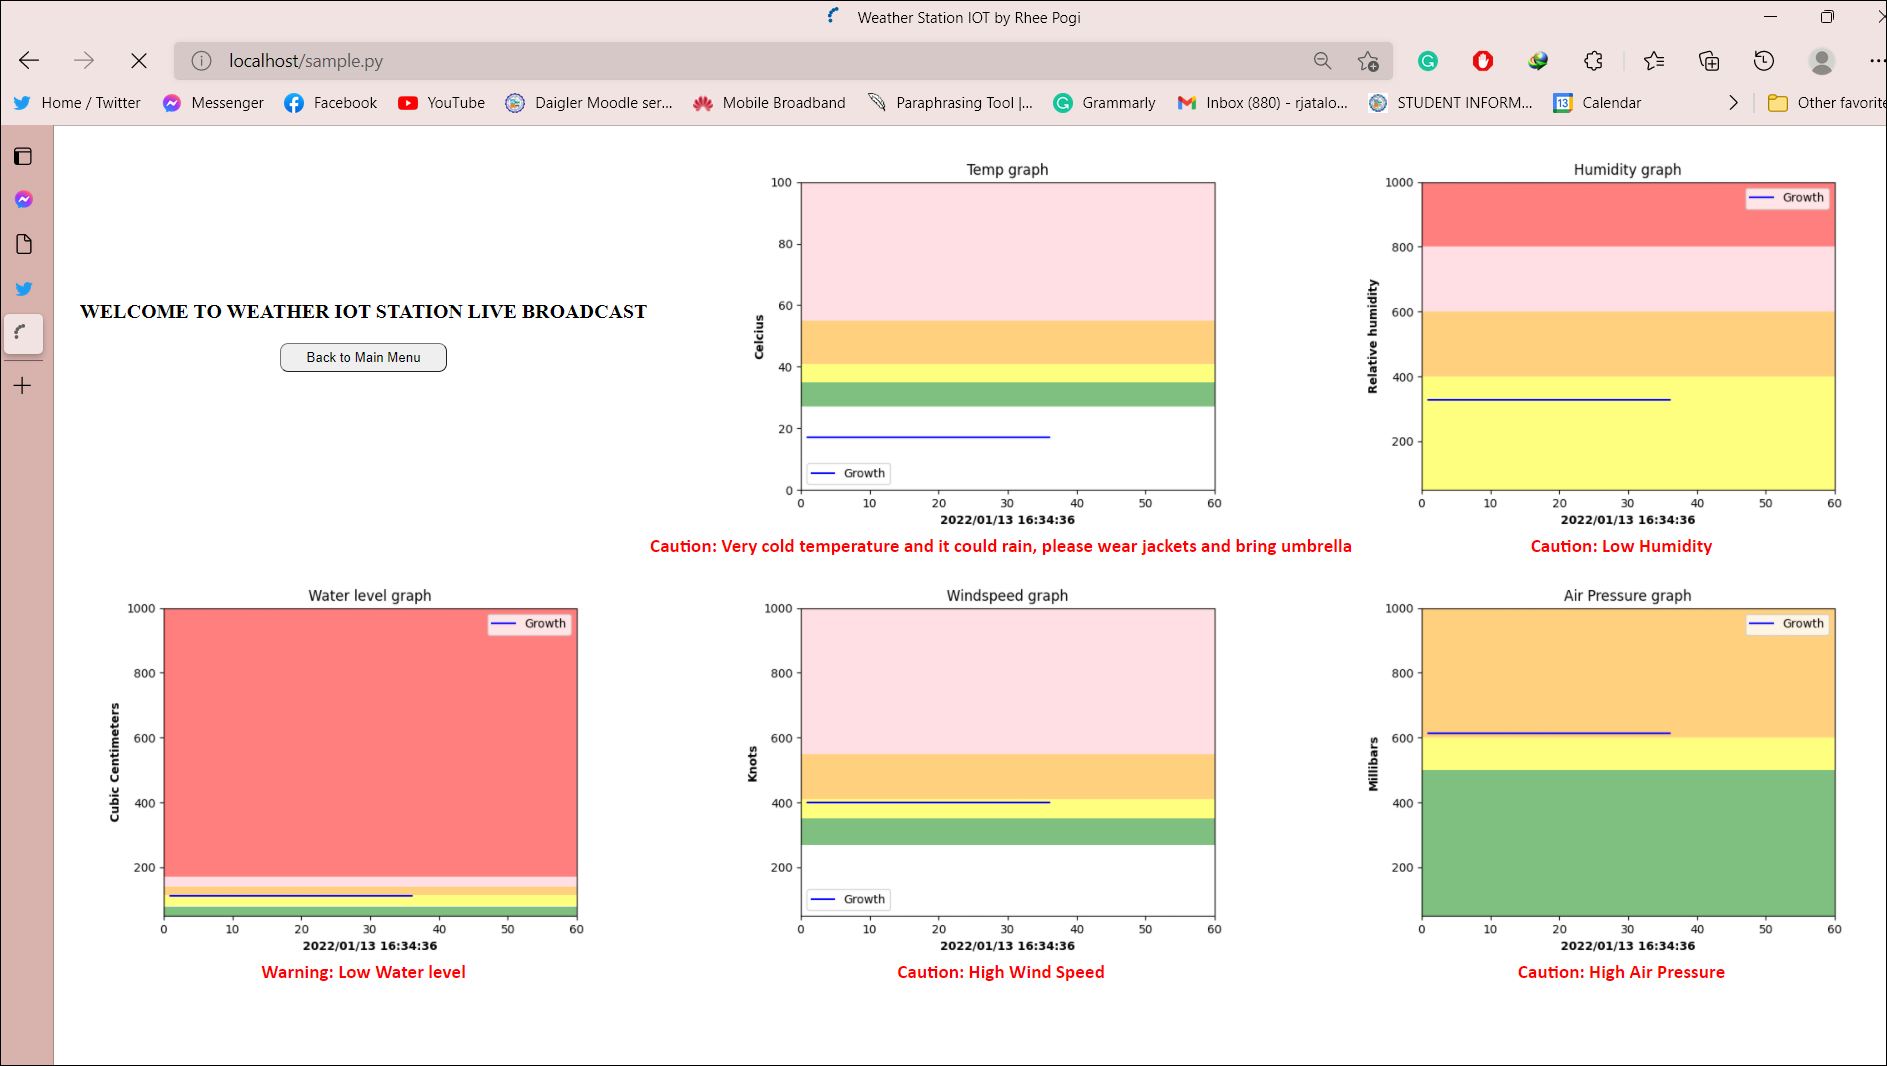 Weather Station IOT by Rhee Pogi
localhost/sample.py
Home / Twitter Messenger Facebook YouTube Daigler Moodle ser... Mobile Broadband Paraphrasing Tool |... Grammarly Inbox (880) - rjatalo... STUDENT INFORM... 13 Calendar Other favorite
WELCOME TO WEATHER IOT STATION LIVE BROADCAST
Back to Main Menu
Temp graph
100
80
60
40
20
0
Celcius
Growth
0 10 20 30 40 50 60
2022/01/13 16:34:36
Caution: Very cold temperature and it could rain, please wear jackets and bring umbrella
Humidity graph
1000
800
600
400
200
Relative humidity
Growth
0 10 20 30 40 50 60
2022/01/13 16:34:36
Caution: Low Humidity
Water level graph
1000
800
600
400
200
Cubic Centimeters
Growth
0 10 20 30 40 50 60
2022/01/13 16:34:36
Warning: Low Water level
Windspeed graph
1000
800
600
400
200
Knots
Growth
0 10 20 30 40 50 60
2022/01/13 16:34:36
Caution: High Wind Speed
Air Pressure graph
1000
800
600
400
200
Millibars
Growth
0 10 20 30 40 50 60
2022/01/13 16:34:36
Caution: High Air Pressure